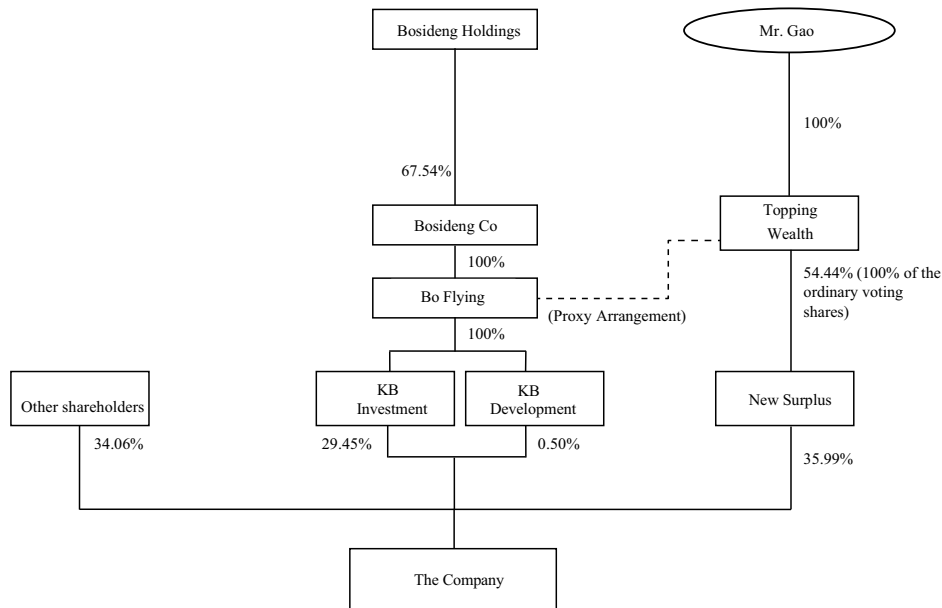 Bosideng Holdings
Mr. Gao
100%
67.54%
Topping
Wealth
Bosideng Co
100%
54.44% (100% of the
ordinary voting
shares)
Bo Flying
(Proxy Arrangement)
100%
Other shareholders
KB
Investment
KB
Development
New Surplus
34.06%
29.45%
0.50%
35.99%
The Company